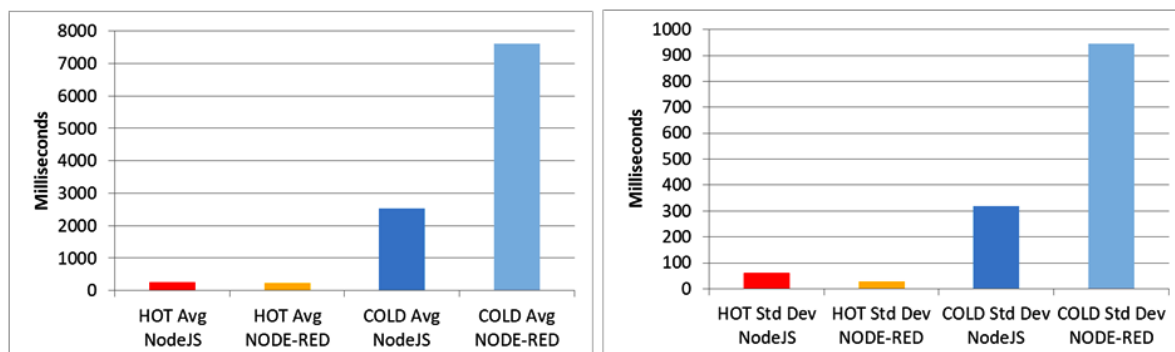 8000
7000
6000
5000
4000
3000
2000
1000
0
Milliseconds
HOT Avg
NodeJS
HOT Avg
NODE-RED
COLD Avg
NodeJS
COLD Avg
NODE-RED
1000
900
800
700
600
500
400
300
200
100
0
Milliseconds
HOT Std Dev
NodeJS
HOT Std Dev
NODE-RED
COLD Std Dev
NodeJS
COLD Std Dev
NODE-RED